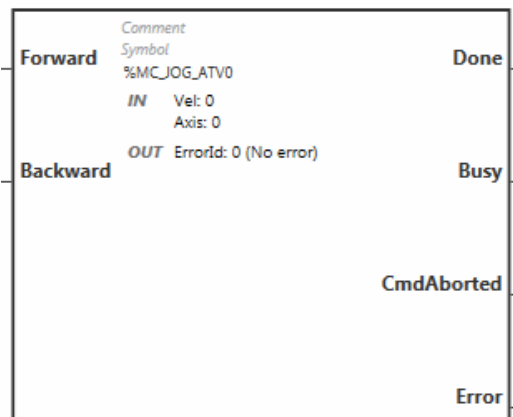 Comment
Forward
Symbol
Done
%MC_JOG_ATV0
IN Vel: 0
Axis: 0
OUT ErrorId: 0 (No error)
Backward
Busy
CmdAborted
Error